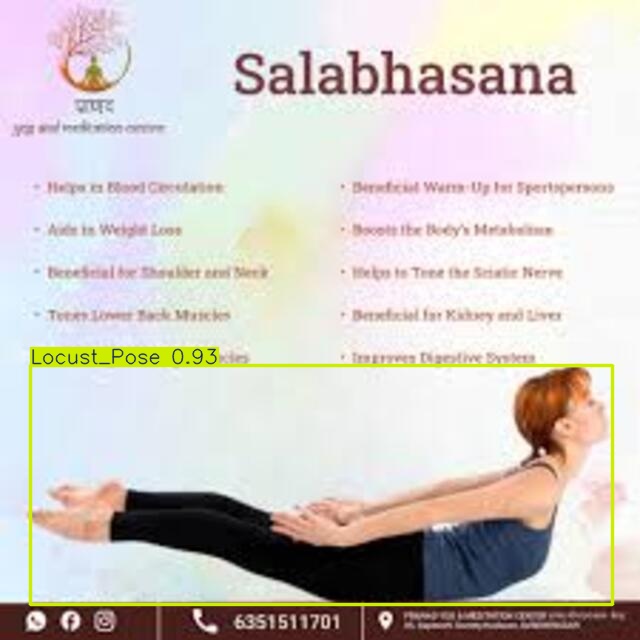 Salabhasana
yoga and meditation centre
• Helps in Blood Circulation
• Aids in Weight Loss
• Beneficial for Shoulder and Neck
• Tones Lower Back Muscles
• Beneficial Warm-Up for Sportspersons
• Boosts the Body's Metabolism
• Helps to Tone the Sciatic Nerve
• Beneficial for Kidney and Liver
• Improves Digestive System
Locust_Pose 0.93
6351511701